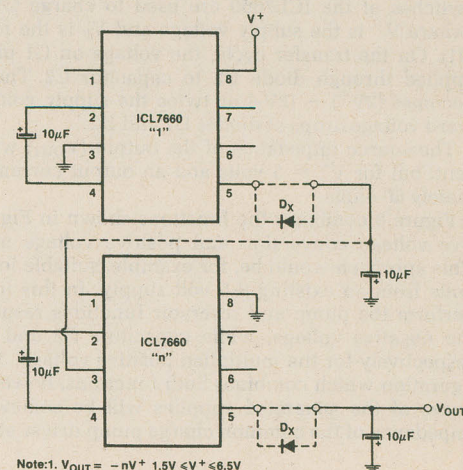 V+
1
8
2
ICL7660
"1"
7
10µF
3
6
4
5
DX
10µF
1
8
ICL7660
"n"
2
7
10µF
3
6
4
5
VOUT
DX
10µF
Note:1. VOUT = −nV+ 1.5V ≤V+ ≤6.5V